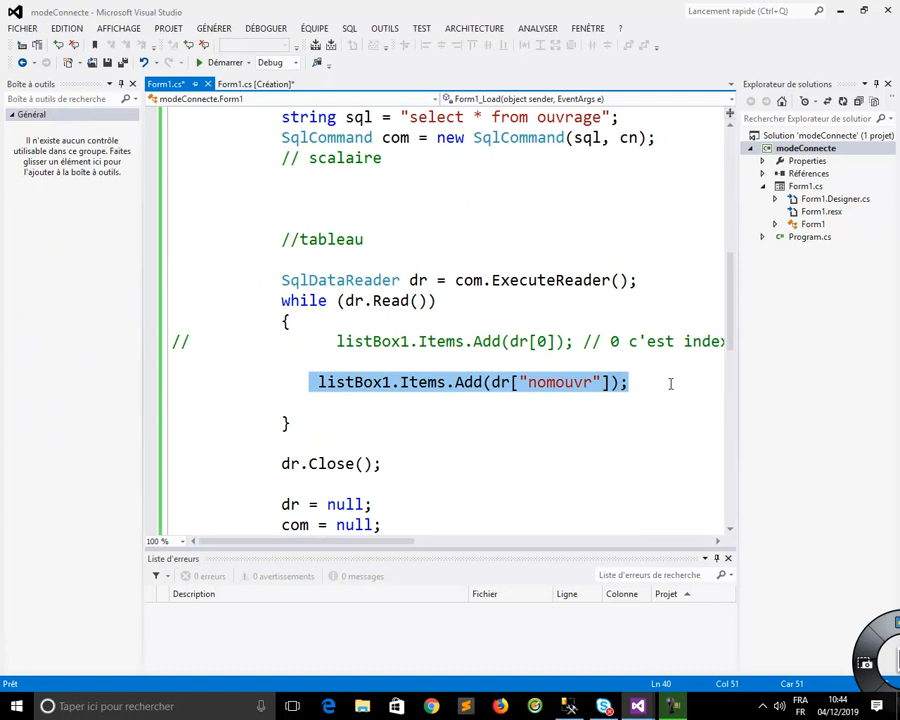 modeConnecte - Microsoft Visual Studio
Lancement rapide (Ctrl+Q)
FICHIER EDITION AFFICHAGE PROJET GÉNÉRER DÉBOGUER ÉQUIPE SQL OUTILS TEST ARCHITECTURE ANALYSER FENÊTRE ?
Démarrer Debug
Boîte à outils
Boîte à outils de recherche
Général
Il n'existe aucun contrôle
utilisable dans ce groupe. Faites
glisser un élément ici pour
l'ajouter à la boîte à outils.
Form1.cs* Form1.cs [Création]*
modeConnecte.Form1 Form1_Load(object sender, EventArgs e)
string sql = "select * from ouvrage";
SqlCommand com = new SqlCommand(sql, cn);
// scalaire
//tableau
SqlDataReader dr = com.ExecuteReader();
while (dr.Read())
{
// listBox1.Items.Add(dr[0]); // 0 c'est index
listBox1.Items.Add(dr["nomouvr"]);
}
dr.Close();
dr = null;
com = null;
100 %
Liste d'erreurs
0 erreurs 0 avertissements 0 messages
Liste d'erreurs de recherche
Description Fichier Ligne Colonne Projet
Explorateur de solutions
Rechercher Explorateur de solutions
Solution 'modeConnecte' (1 projet)
modeConnecte
Properties
Références
Form1.cs
Form1.Designer.cs
Form1.resx
Form1
Program.cs
Prêt Ln 40 Col 51 Car 51
Taper ici pour rechercher
FRA
FR
10:44
04/12/2019